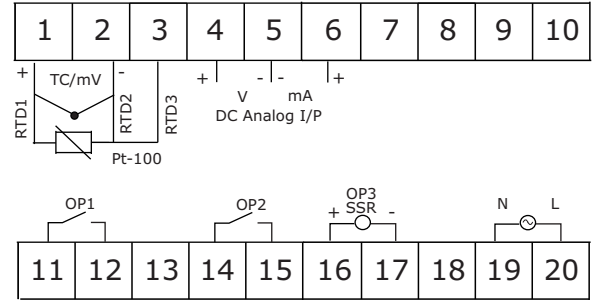 1 2 3 4 5 6 7 8 9 10
+ TC/mV - + - - +
V mA
DC Analog I/P
RTD1 RTD2 RTD3
Pt-100
OP1 OP2 OP3 N L
+ SSR -
11 12 13 14 15 16 17 18 19 20